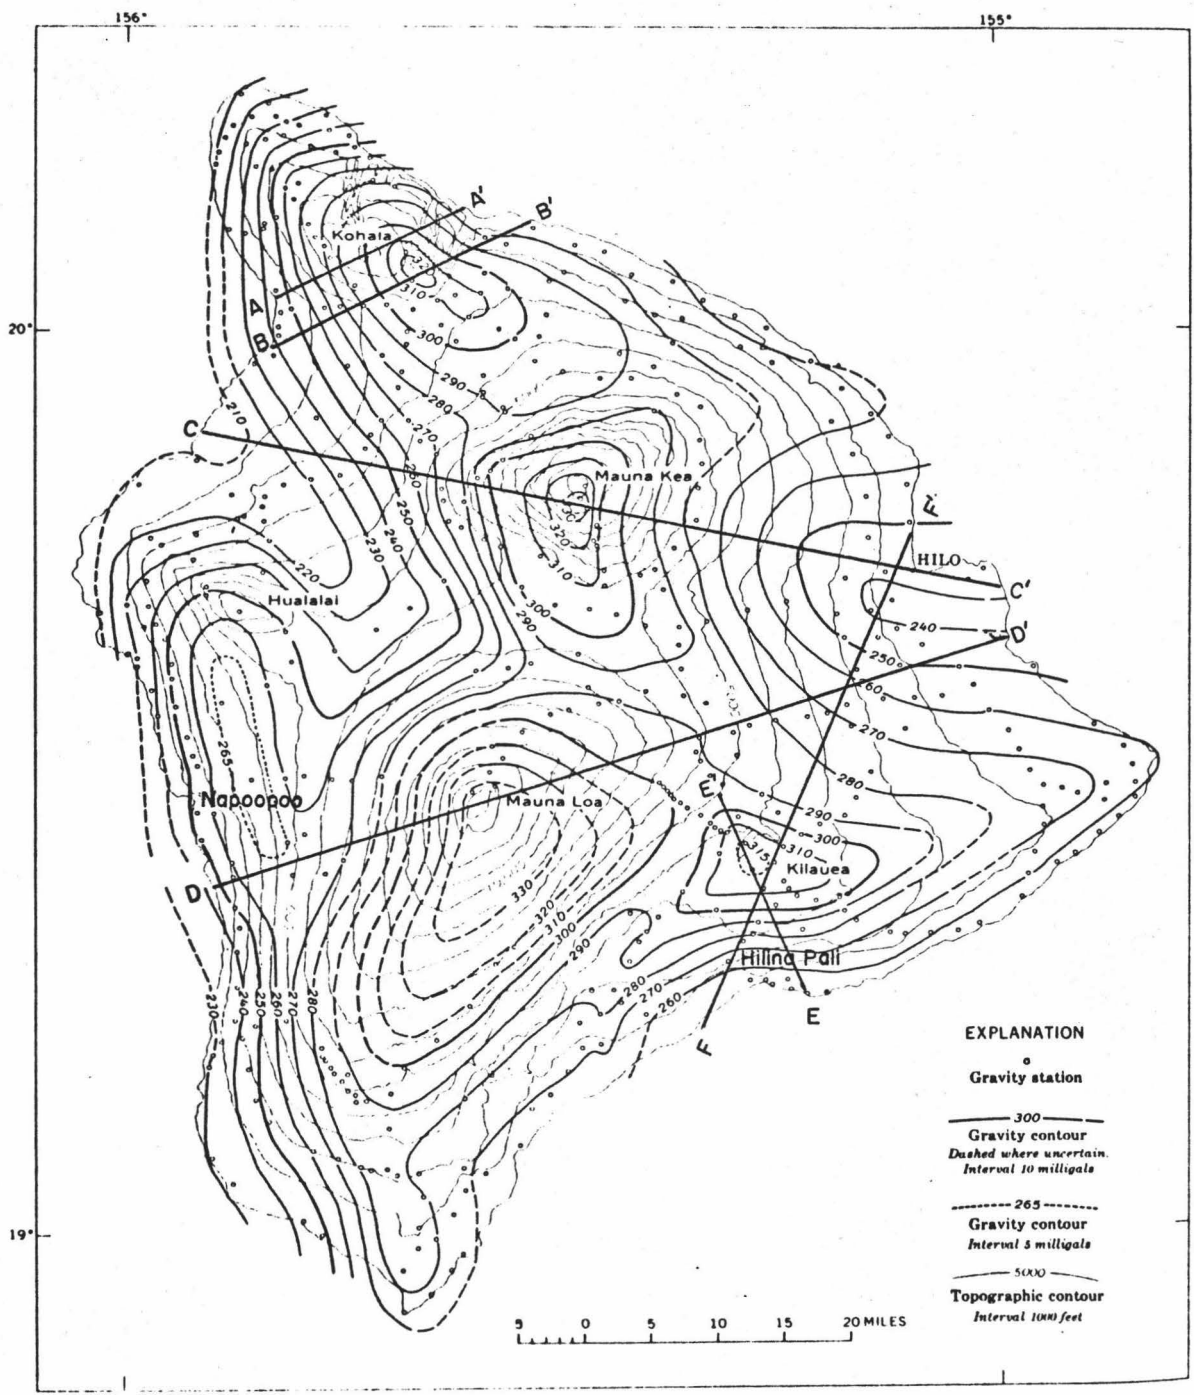 156°
155°
A'
B'
Kohala
A
310
20°
B
300
290
280
210
270
C
260
Mauna Kea
250
320
F'
240
230
310
HILO
220
C'
Hualalai
300
290
240
D'
250
260
270
265
280
E'
Napoopoo
Mauna Loa
290
300
315
310
Kilauea
D
330
320
310
300
290
Hilina Pali
280
270
260
230
240
250
260
270
280
E
F
EXPLANATION
Gravity station
300
Gravity contour
Dashed where uncertain.
Interval 10 milligals
265
Gravity contour
Interval 5 milligals
5000
Topographic contour
Interval 1000 feet
19°
5 0 5 10 15 20 MILES